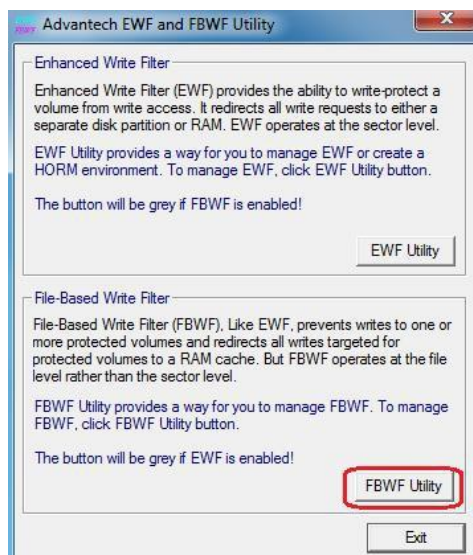 Advantech EWF and FBWF Utility
Enhanced Write Filter
Enhanced Write Filter (EWF) provides the ability to write-protect a
volume from write access. It redirects all write requests to either a
separate disk partition or RAM. EWF operates at the sector level.
EWF Utility provides a way for you to manage EWF or create a
HORM environment. To manage EWF, click EWF Utility button.
The button will be grey if FBWF is enabled!
EWF Utility
File-Based Write Filter
File-Based Write Filter (FBWF), Like EWF, prevents writes to one or
more protected volumes and redirects all writes targeted for
protected volumes to a RAM cache. But FBWF operates at the file
level rather than the sector level.
FBWF Utility provides a way for you to manage FBWF. To manage
FBWF, click FBWF Utility button.
The button will be grey if EWF is enabled!
FBWF Utility
Exit